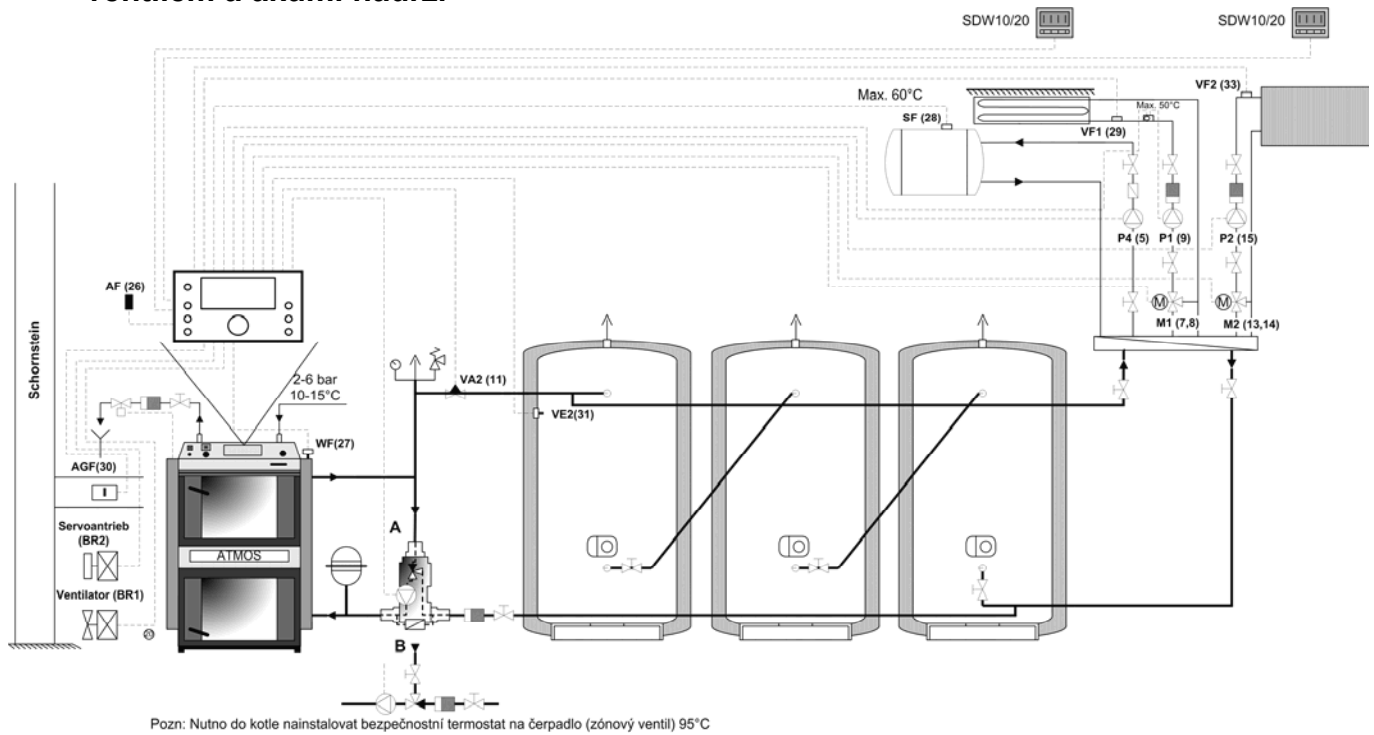 SDW10/20
SDW10/20
VF2 (33)
Max. 60°C
SF (28)
Max. 50°C
VF1 (29)
P4 (5)
P1 (9)
P2 (15)
AF (26)
M
M
M1 (7,8)
M2 (13,14)
Schornstein
2-6 bar
10-15°C
VA2 (11)
VE2(31)
WF(27)
AGF(30)
I
A
Servoantrieb
(BR2)
ATMOS
Ventilator (BR1)
20
B
Pozn: Nutno do kotle nainstalovat bezpečnostní termostat na čerpadlo (zónový ventil) 95°C